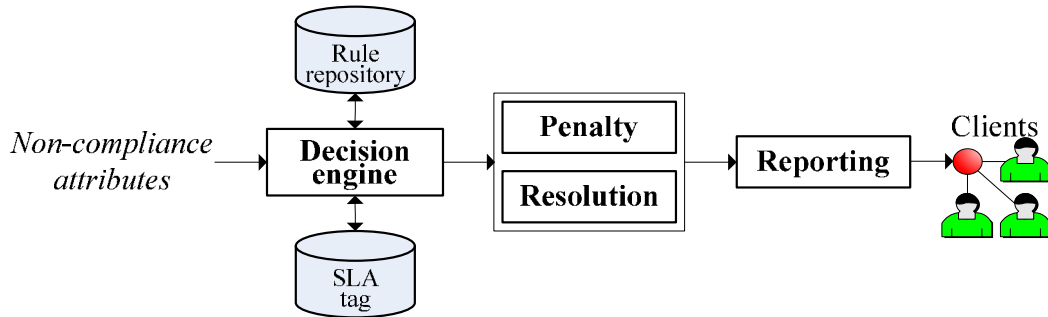 Rule
repository
Non-compliance
attributes
Decision
engine
SLA
tag
Penalty
Resolution
Reporting
Clients